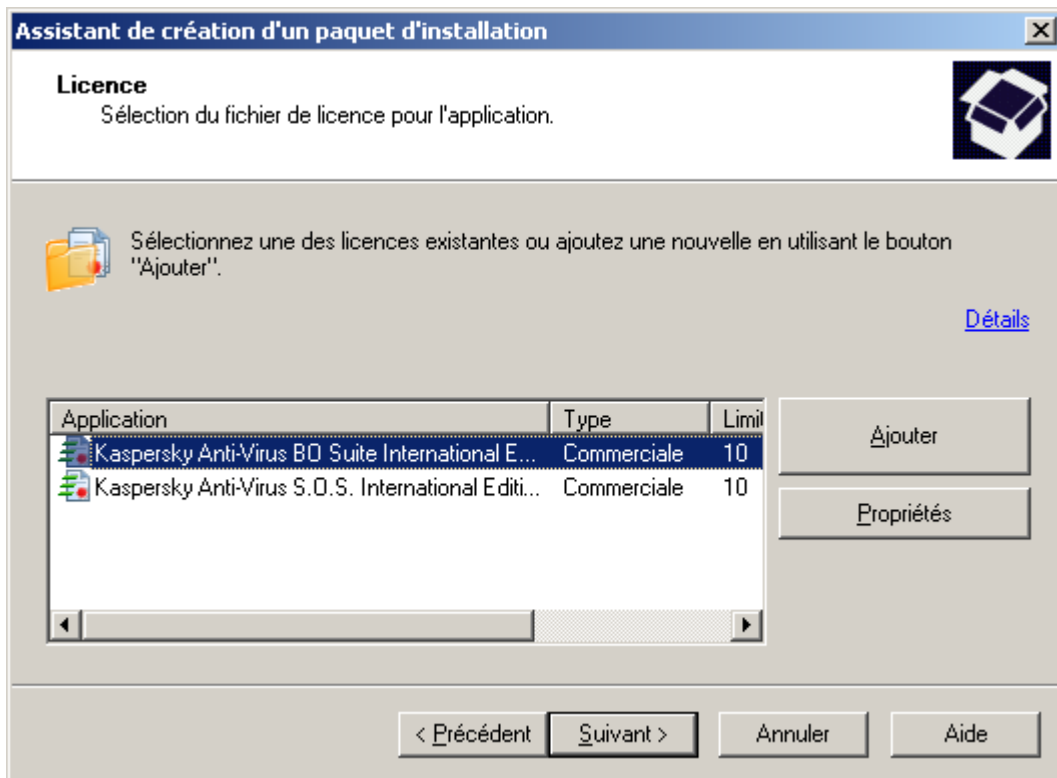 Assistant de création d'un paquet d'installation
Licence
Sélection du fichier de licence pour l'application.
Sélectionnez une des licences existantes ou ajoutez une nouvelle en utilisant le bouton
"Ajouter".
Détails
Application Type Limit
Kaspersky Anti-Virus BO Suite International E... Commerciale 10
Kaspersky Anti-Virus S.O.S. International Editi... Commerciale 10
Ajouter
Propriétés
< Précédent Suivant > Annuler Aide